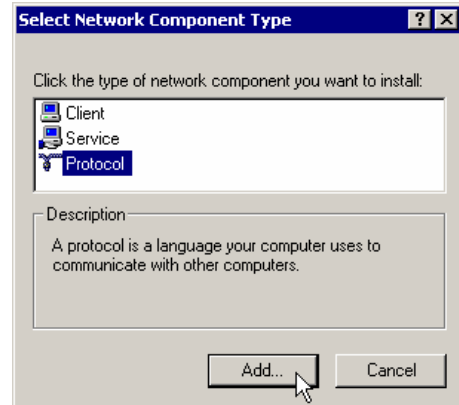 Select Network Component Type
Click the type of network component you want to install:
Client
Service
Protocol
Description
A protocol is a language your computer uses to
communicate with other computers.
Add... Cancel